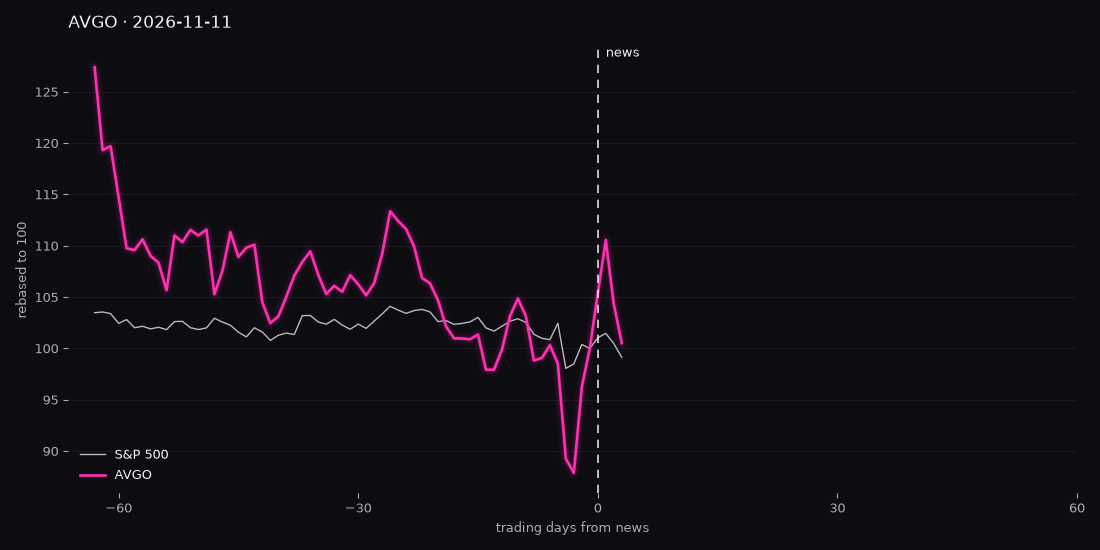 AVGO · 2026-11-11
news
rebased to 100
125
120
115
110
105
100
95
90
S&P 500
AVGO
−60
−30
0
30
60
trading days from news